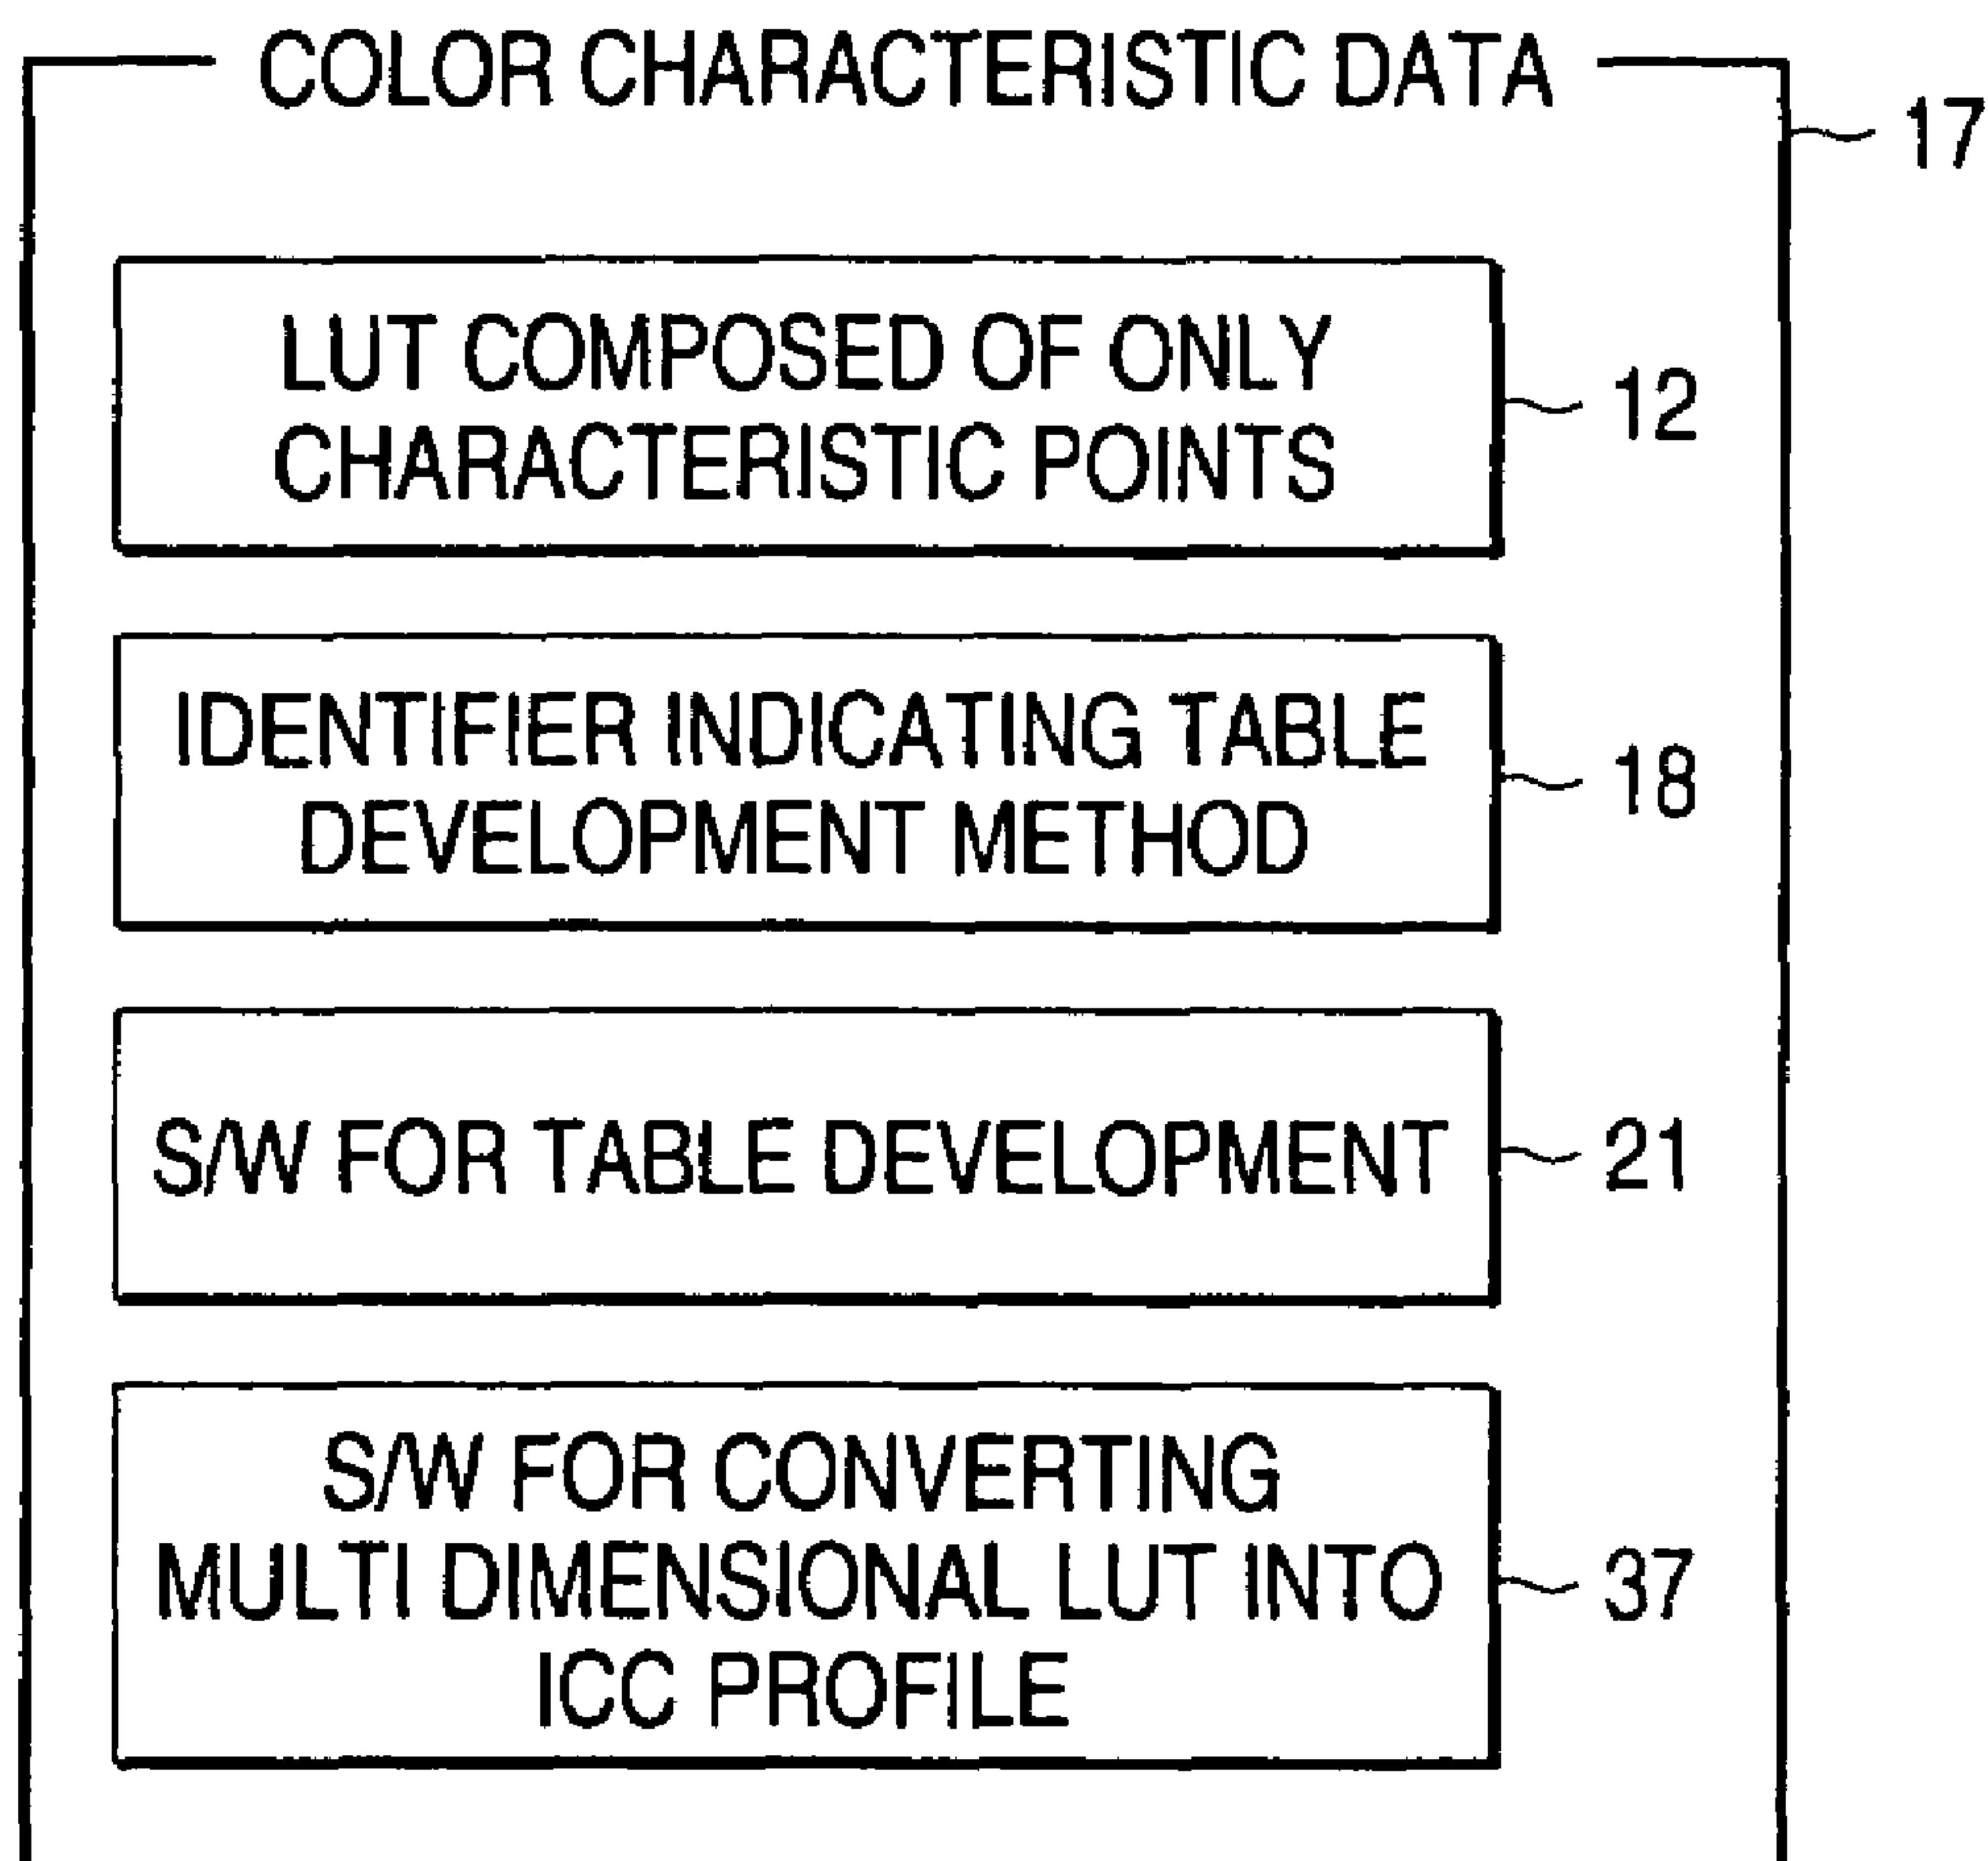 COLOR CHARACTERISTIC DATA
17
LUT COMPOSED OF ONLY
CHARACTERISTIC POINTS
12
IDENTIFIER INDICATING TABLE
DEVELOPMENT METHOD
18
S/W FOR TABLE DEVELOPMENT
21
S/W FOR CONVERTING
MULTI DIMENSIONAL LUT INTO
ICC PROFILE
37